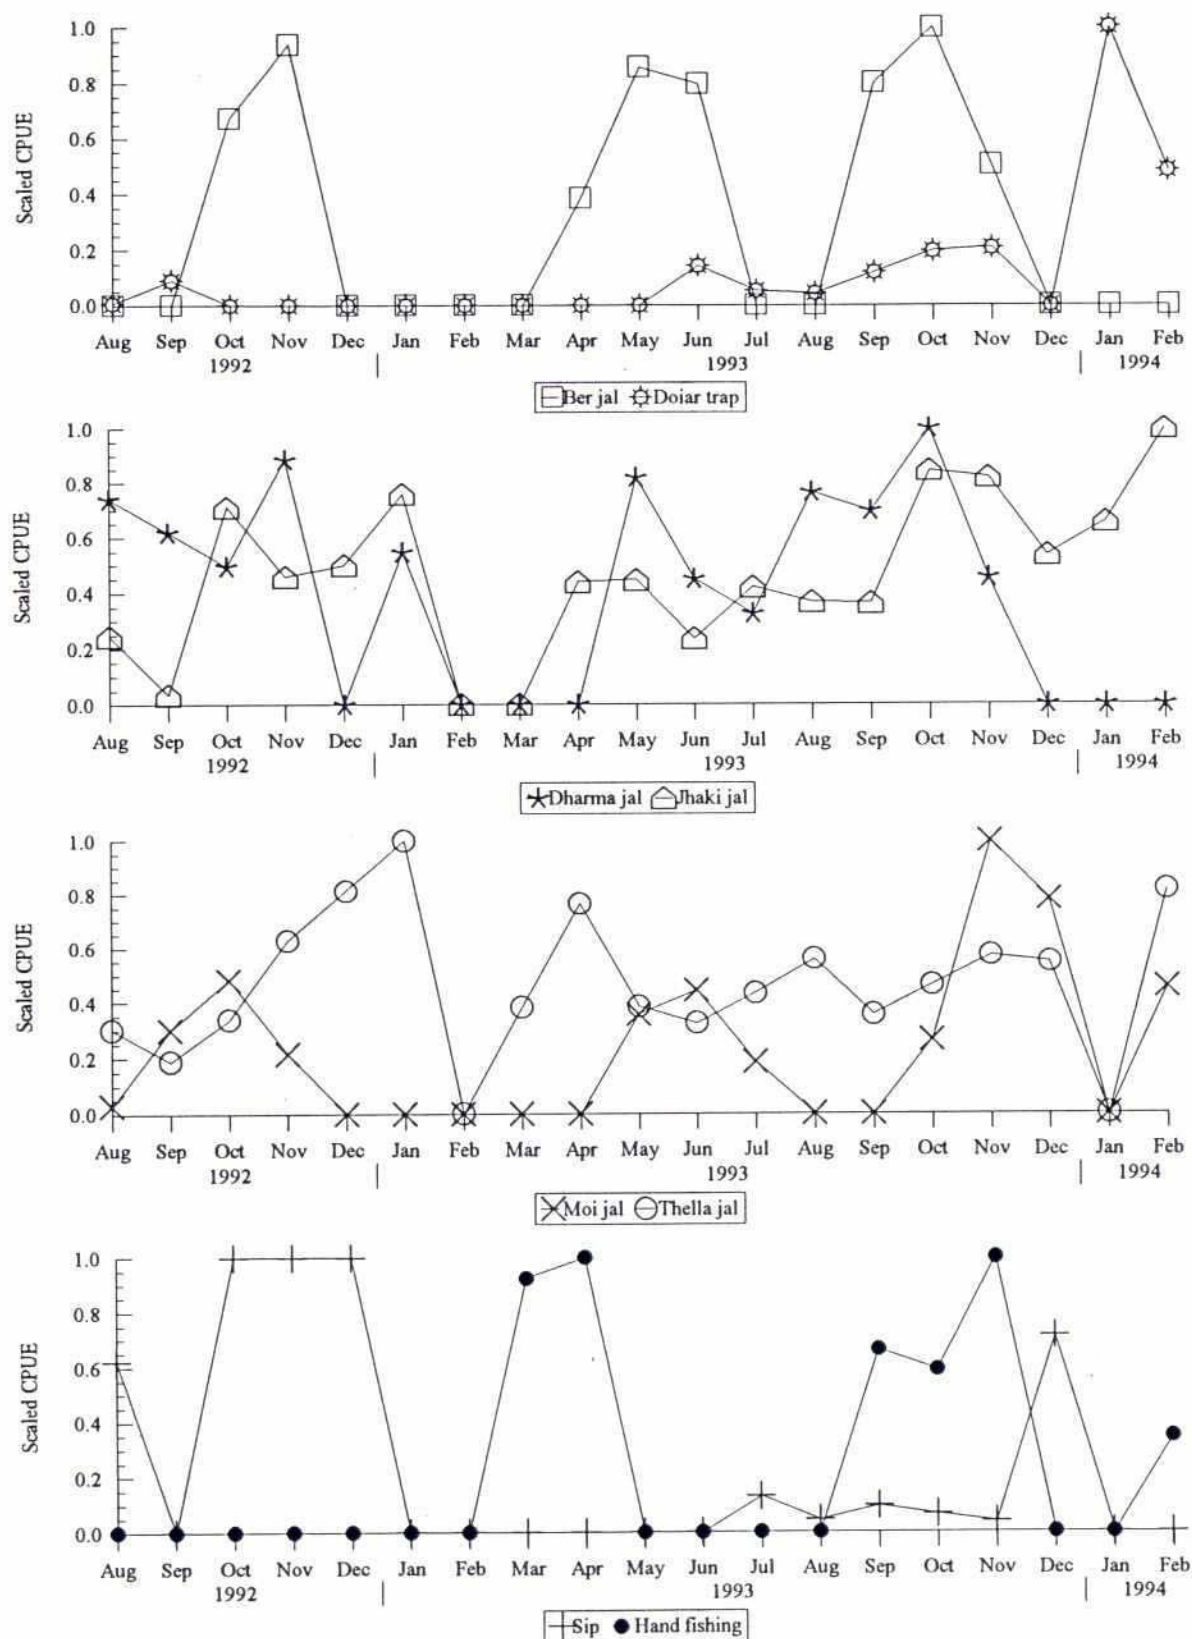 1.0
0.8
0.6
0.4
0.2
0.0
Scaled CPUE
Aug Sep Oct Nov Dec Jan Feb Mar Apr May Jun Jul Aug Sep Oct Nov Dec Jan Feb
1992 | 1993 | 1994
Ber jal Doiar trap
1.0
0.8
0.6
0.4
0.2
0.0
Scaled CPUE
Aug Sep Oct Nov Dec Jan Feb Mar Apr May Jun Jul Aug Sep Oct Nov Dec Jan Feb
1992 | 1993 | 1994
Dharma jal Jhaki jal
1.0
0.8
0.6
0.4
0.2
0.0
Scaled CPUE
Aug Sep Oct Nov Dec Jan Feb Mar Apr May Jun Jul Aug Sep Oct Nov Dec Jan Feb
1992 | 1993 | 1994
Moi jal Thella jal
1.0
0.8
0.6
0.4
0.2
0.0
Scaled CPUE
Aug Sep Oct Nov Dec Jan Feb Mar Apr May Jun Jul Aug Sep Oct Nov Dec Jan Feb
1992 | 1993 | 1994
Sip Hand fishing